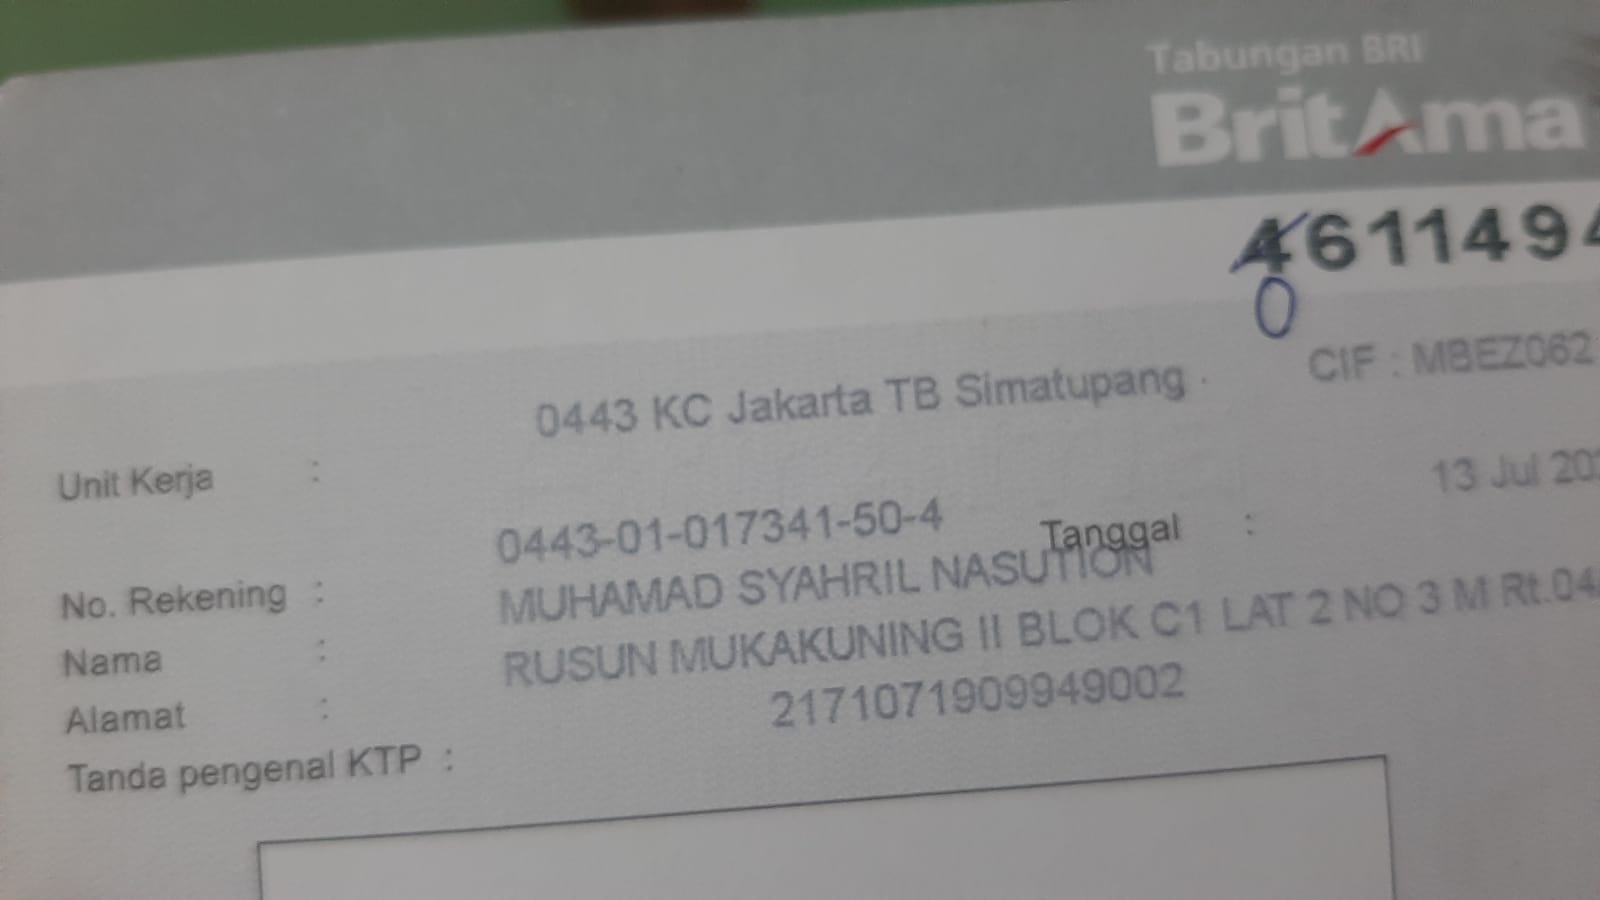 Tabungan BRI
BritAma
4611494
0
0443 KC Jakarta TB Simatupang CIF : MBEZ062
Unit Kerja :
13 Jul
0443-01-017341-50-4 Tanggal :
No. Rekening : MUHAMAD SYAHRIL NASUTION
Nama : RUSUN MUKAKUNING II BLOK C1 LAT 2 NO 3 M Rt.04
Alamat : 2171071909949002
Tanda pengenal KTP :